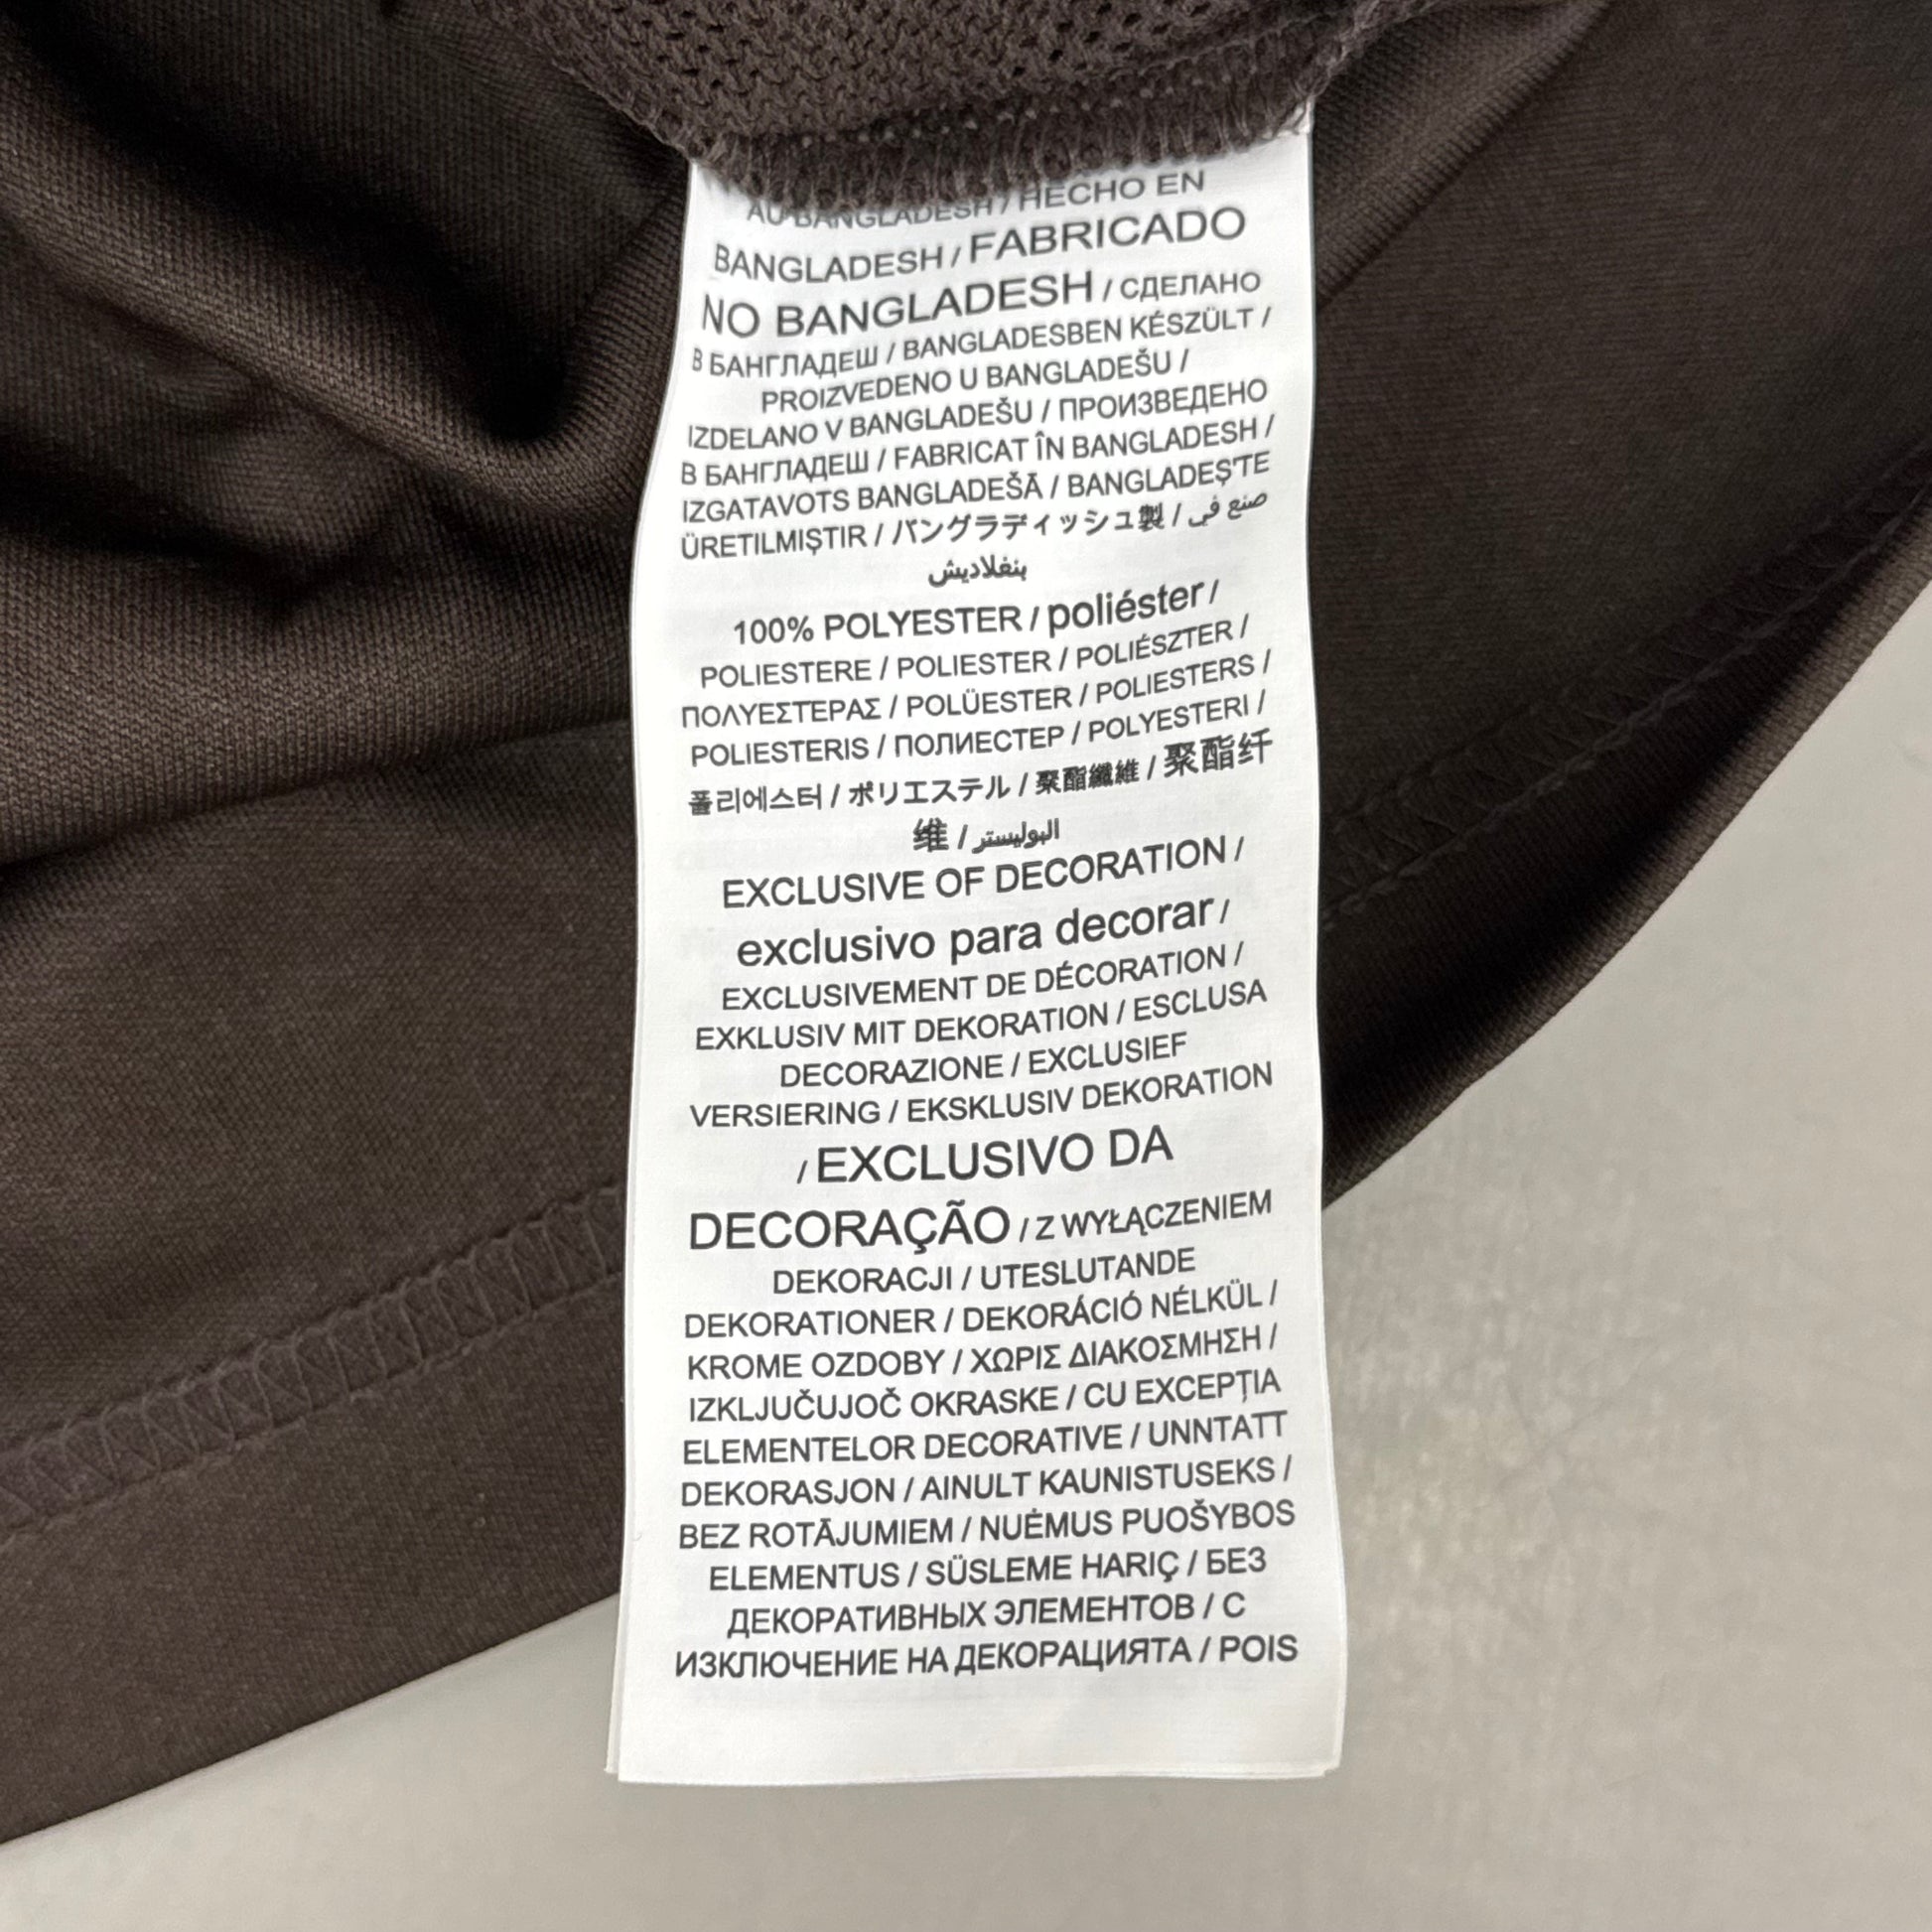 AU BANGLADESH / HECHO EN
BANGLADESH / FABRICADO
NO BANGLADESH / СДЕЛАНО
В БАНГЛАДЕШ / BANGLADESBEN KÉSZÜLT /
PROIZVEDENO U BANGLADEŠU /
IZDELANO V BANGLADEŠU / ПРОИЗВЕДЕНО
В БАНГЛАДЕШ / FABRICAT ÎN BANGLADESH /
IZGATAVOTS BANGLADEŠĀ / BANGLADEŞ'TE
ÜRETILMIŞTIR / バングラディッシュ製 / صنع في
بنغلاديش
100% POLYESTER / poliéster /
POLIESTERE / POLIESTER / POLIÉSZTER /
ΠΟΛΥΕΣΤΕΡΑΣ / POLÜESTER / POLIESTERS /
POLIESTERIS / ПОЛИЕСТЕР / POLYESTERI /
폴리에스터 / ポリエステル / 聚酯纖維 / 聚酯纤
维 / البوليستر
EXCLUSIVE OF DECORATION /
exclusivo para decorar /
EXCLUSIVEMENT DE DÉCORATION /
EXKLUSIV MIT DEKORATION / ESCLUSA
DECORAZIONE / EXCLUSIEF
VERSIERING / EKSKLUSIV DEKORATION
/ EXCLUSIVO DA
DECORAÇÃO / Z WYŁĄCZENIEM
DEKORACJI / UTESLUTANDE
DEKORATIONER / DEKORÁCIÓ NÉLKÜL /
KROME OZDOBY / ΧΩΡΙΣ ΔΙΑΚΟΣΜΗΣΗ /
IZKLJUČUJOČ OKRASKE / CU EXCEPȚIA
ELEMENTELOR DECORATIVE / UNNTATT
DEKORASJON / AINULT KAUNISTUSEKS /
BEZ ROTĀJUMIEM / NUĖMUS PUOŠYBOS
ELEMENTUS / SÜSLEME HARIÇ / БЕЗ
ДЕКОРАТИВНЫХ ЭЛЕМЕНТОВ / С
ИЗКЛЮЧЕНИЕ НА ДЕКОРАЦИЯТА / POIS